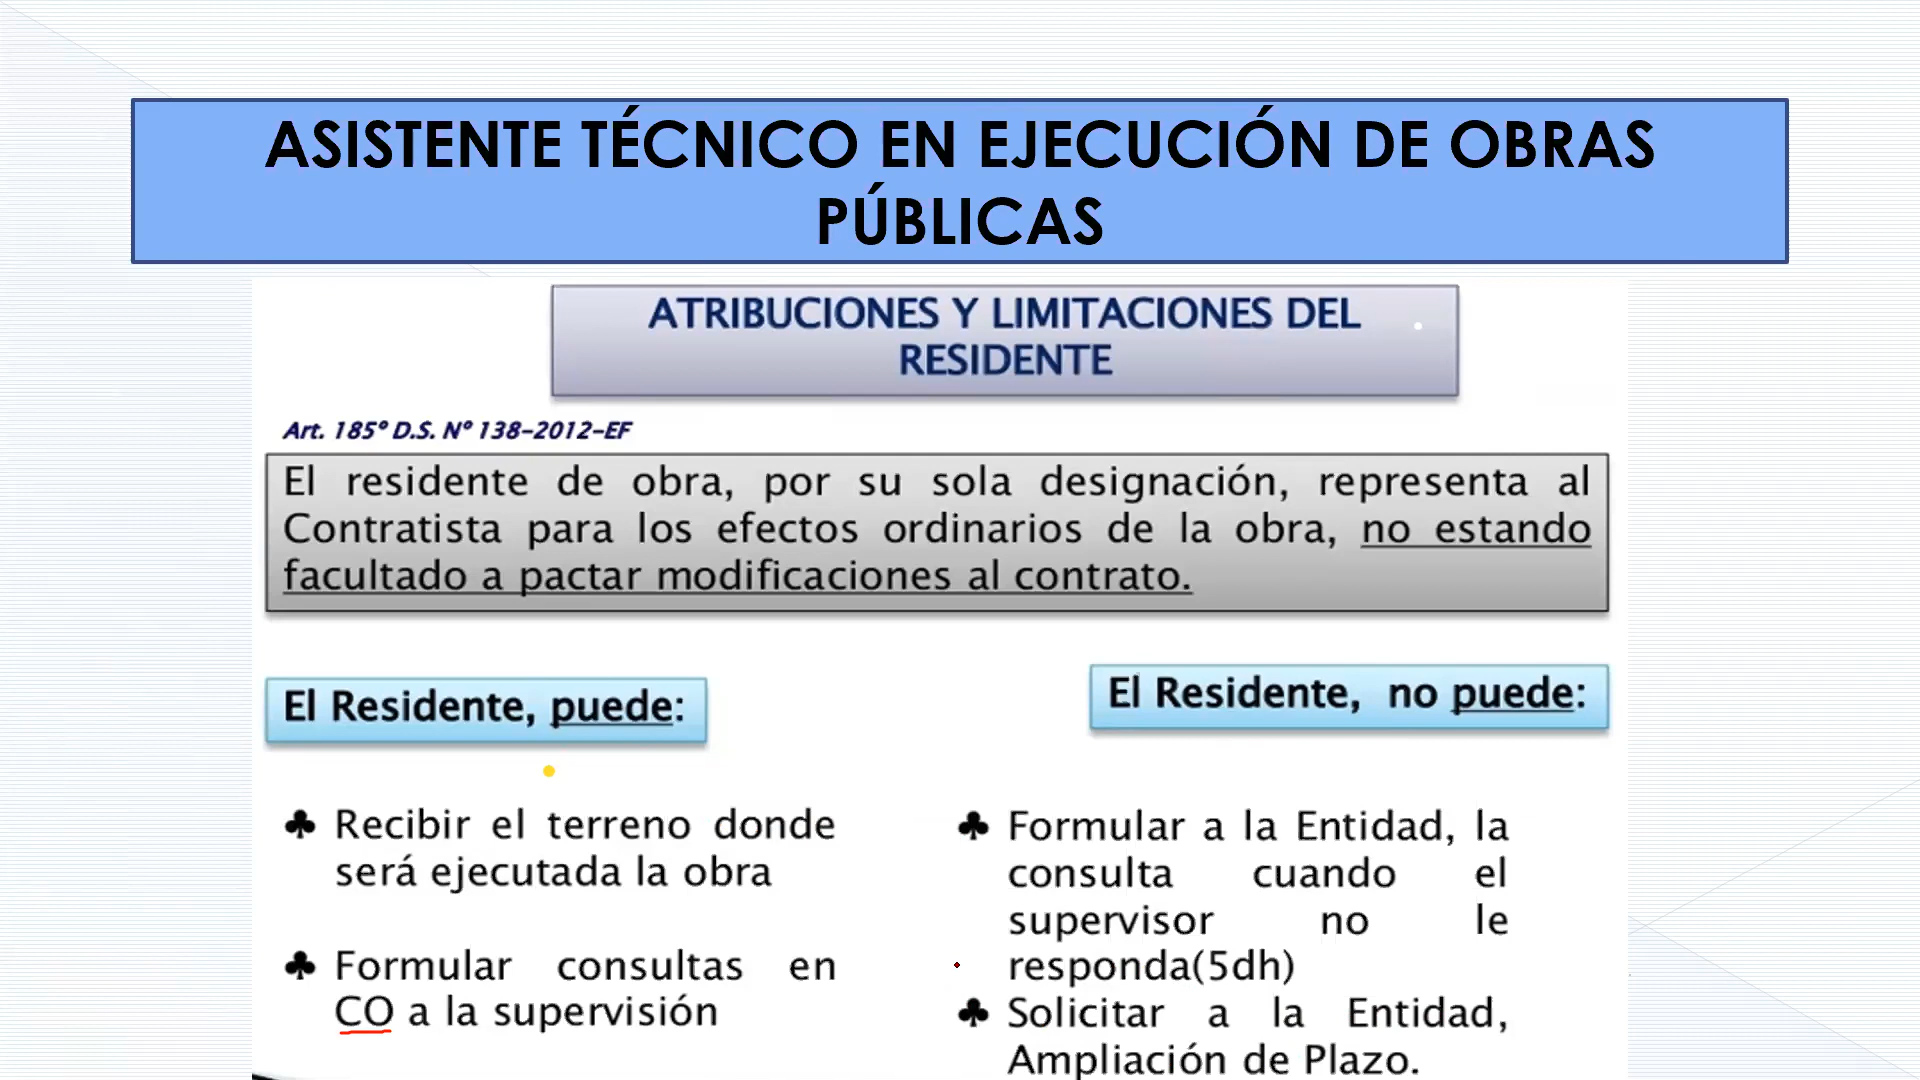 ASISTENTE TÉCNICO EN EJECUCIÓN DE OBRAS
PÚBLICAS
ATRIBUCIONES Y LIMITACIONES DEL
RESIDENTE
Art. 185º D.S. Nº 138-2012-EF
El residente de obra, por su sola designación, representa al
Contratista para los efectos ordinarios de la obra, no estando
facultado a pactar modificaciones al contrato.
El Residente, puede:
♣ Recibir el terreno donde
será ejecutada la obra
♣ Formular consultas en
CO a la supervisión
El Residente, no puede:
♣ Formular a la Entidad, la
consulta cuando el
supervisor no le
responda(5dh)
♣ Solicitar a la Entidad,
Ampliación de Plazo.